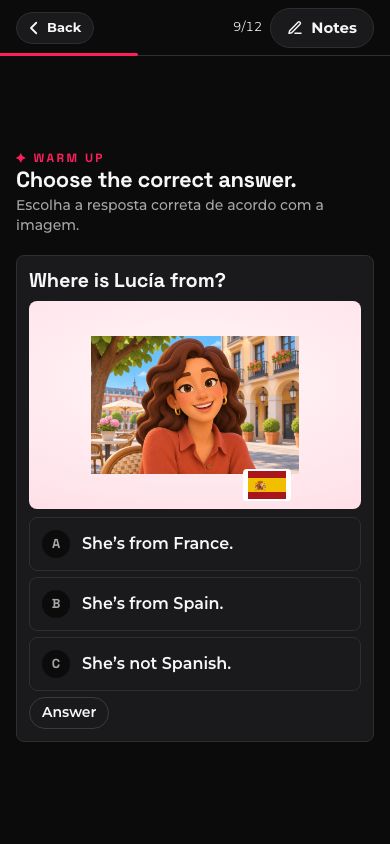 Back
9/12
Notes
WARM UP
Choose the correct answer.
Escolha a resposta correta de acordo com a
imagem.
Where is Lucía from?
A She's from France.
B She's from Spain.
C She's not Spanish.
Answer